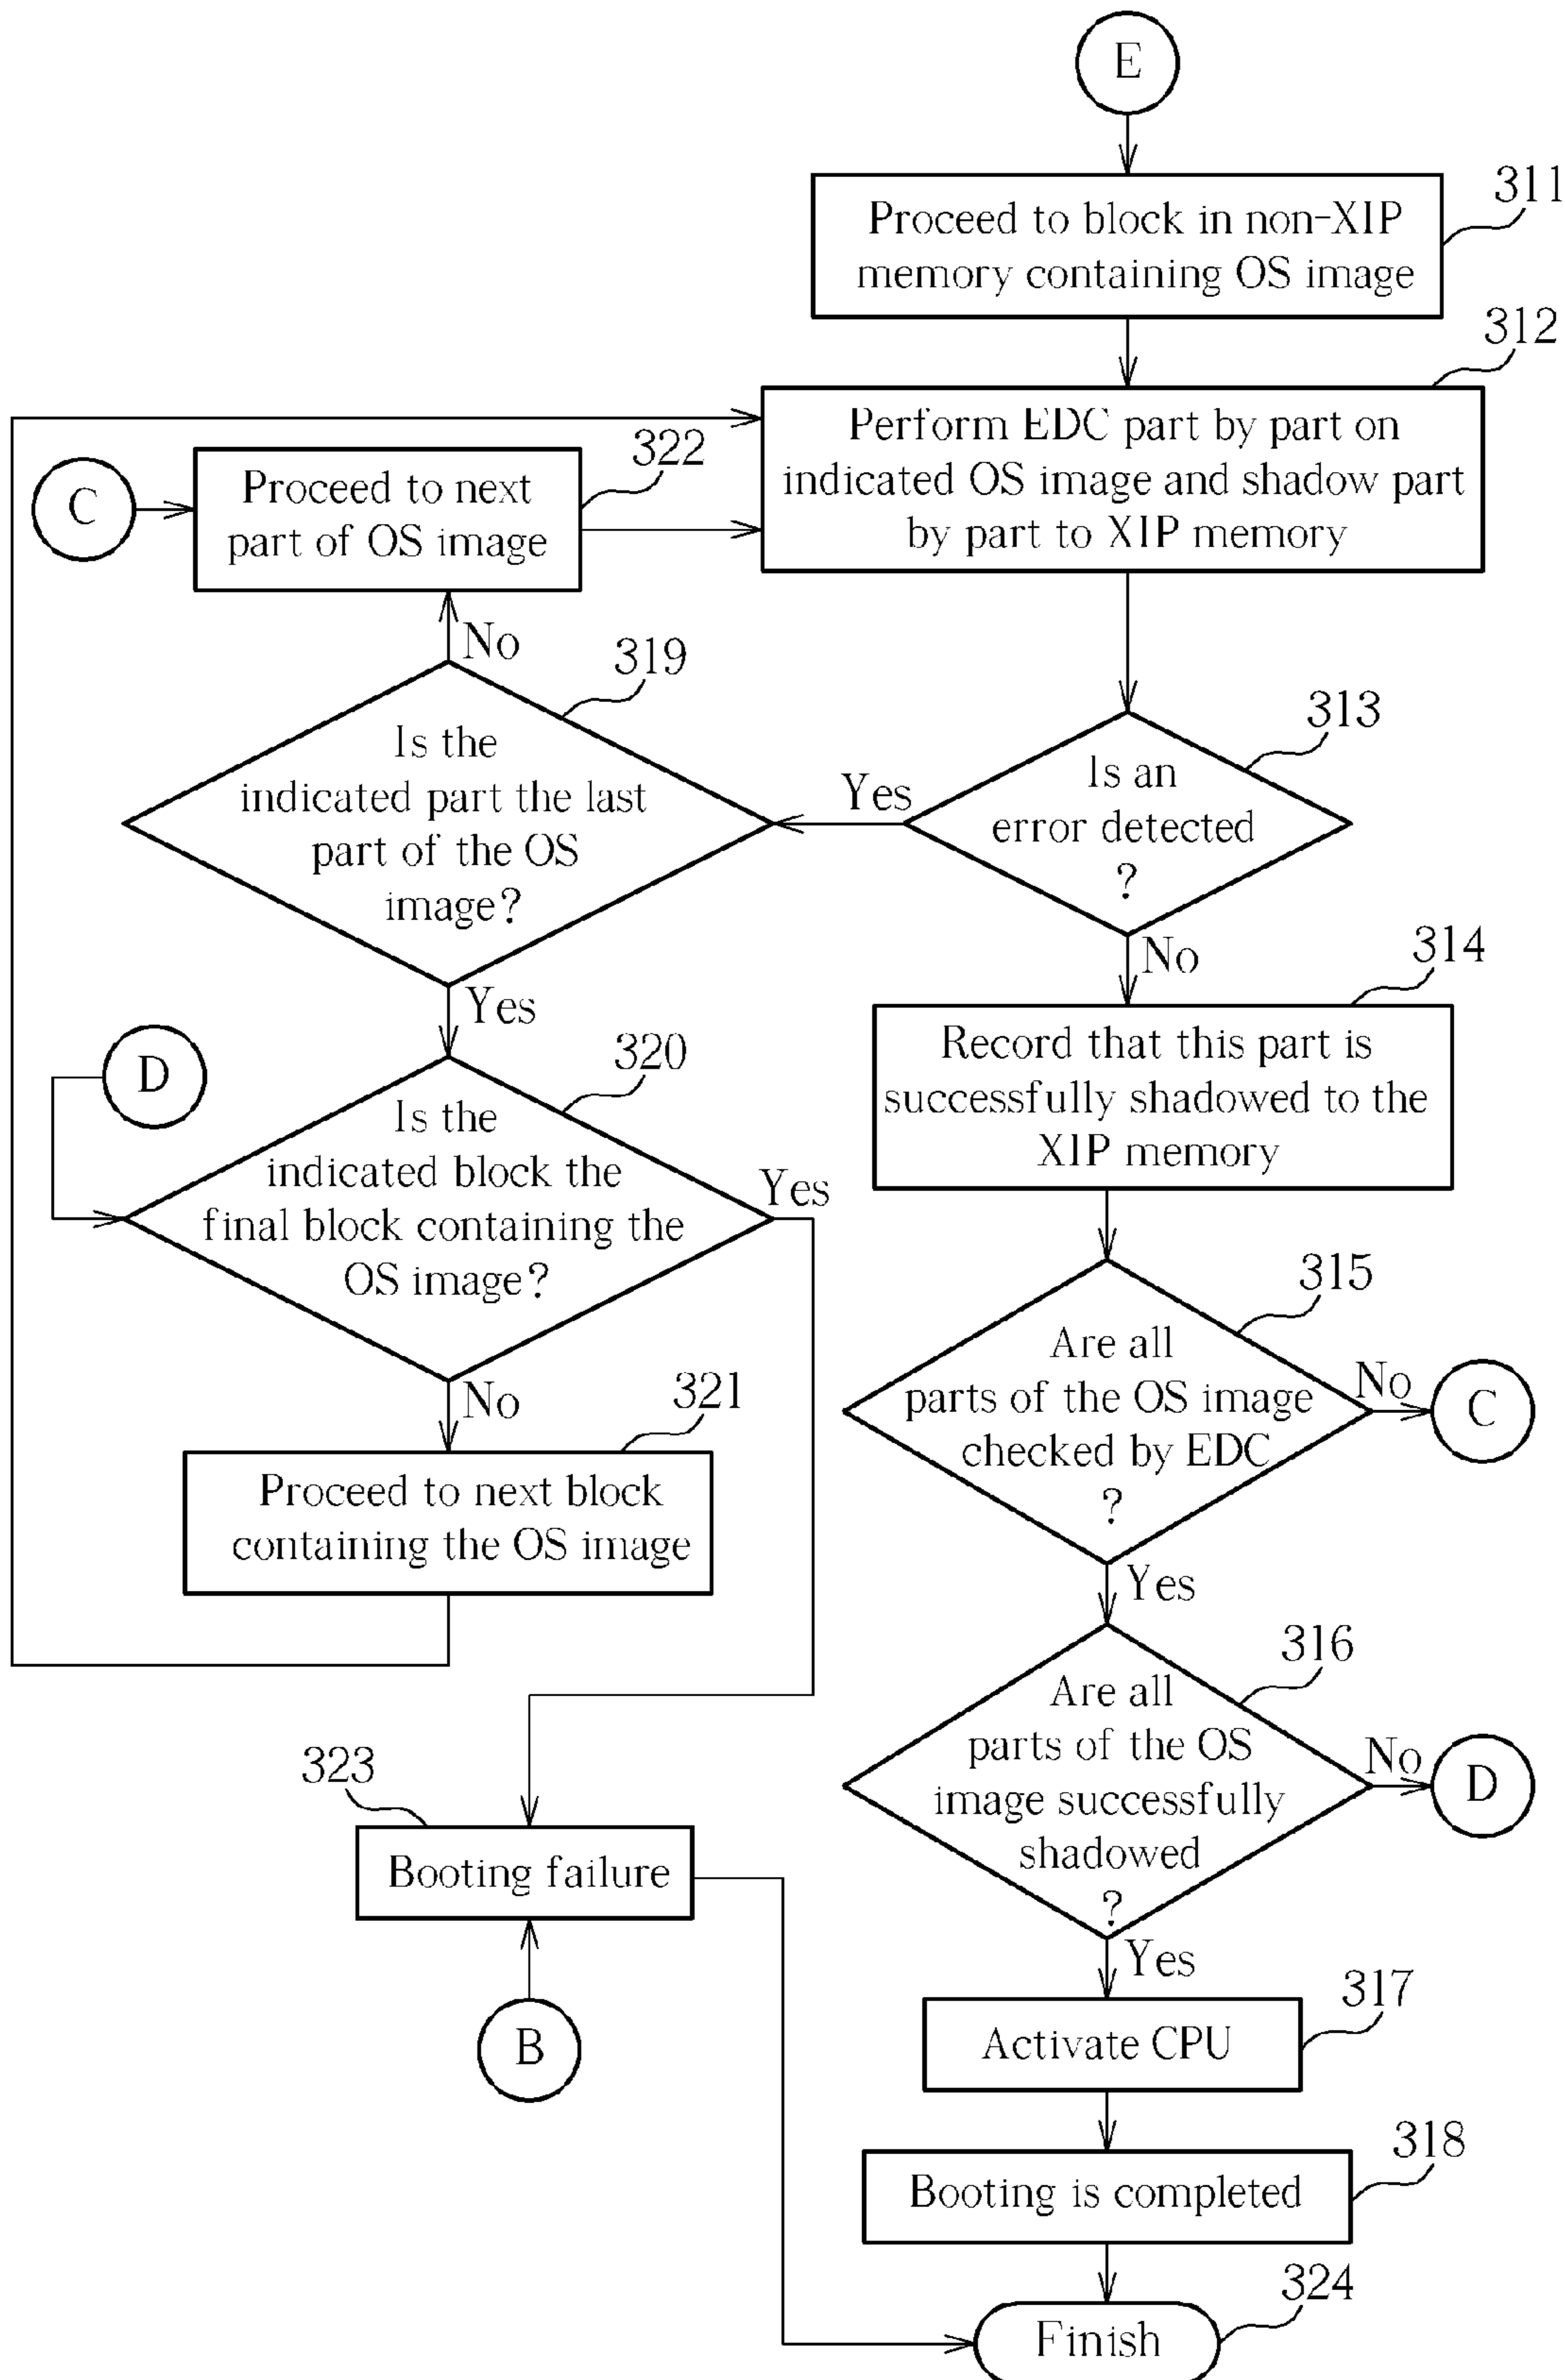 E
311
Proceed to block in non-XIP
memory containing OS image
312
Perform EDC part by part on
indicated OS image and shadow part
by part to XIP memory
322
C
Proceed to next
part of OS image
No
319
Is the
indicated part the last
part of the OS
image?
Yes
313
Is an
error detected
?
No
314
Record that this part is
successfully shadowed to the
XIP memory
Yes
D
320
Is the
indicated block the
final block containing the
OS image?
Yes
No
321
Proceed to next block
containing the OS image
315
Are all
parts of the OS image
checked by EDC
?
No
C
Yes
316
Are all
parts of the OS
image successfully
shadowed
?
No
D
Yes
323
Booting failure
B
317
Activate CPU
318
Booting is completed
324
Finish